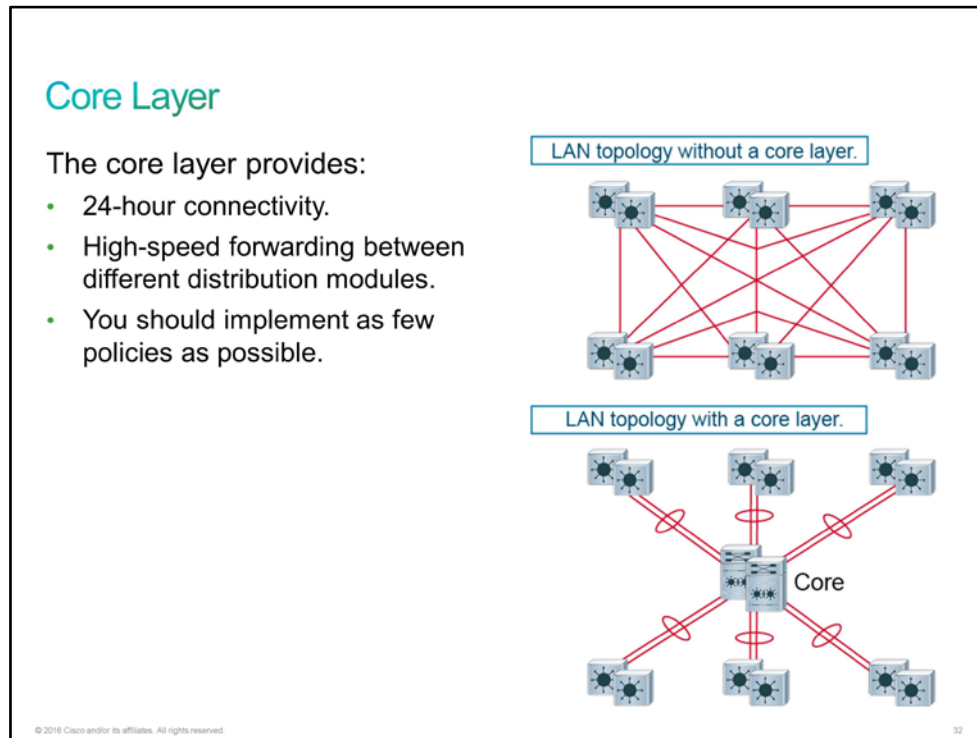 Core Layer
The core layer provides:
• 24-hour connectivity.
• High-speed forwarding between
different distribution modules.
• You should implement as few
policies as possible.
LAN topology without a core layer.
LAN topology with a core layer.
Core
© 2016 Cisco and/or its affiliates. All rights reserved.
32